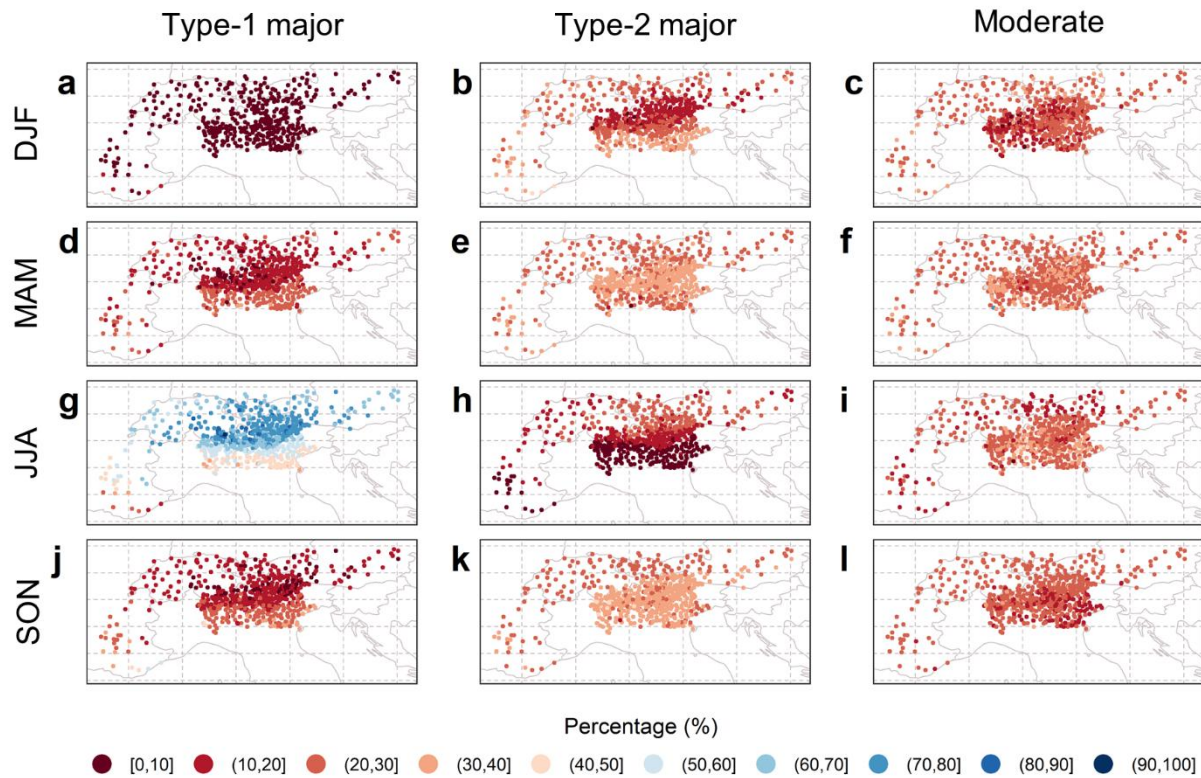 Type-1 major Type-2 major Moderate
DJF a b c
MAM d e f
JJA g h i
SON j k l
Percentage (%)
[0,10] (10,20] (20,30] (30,40] (40,50] (50,60] (60,70] (70,80] (80,90] (90,100]